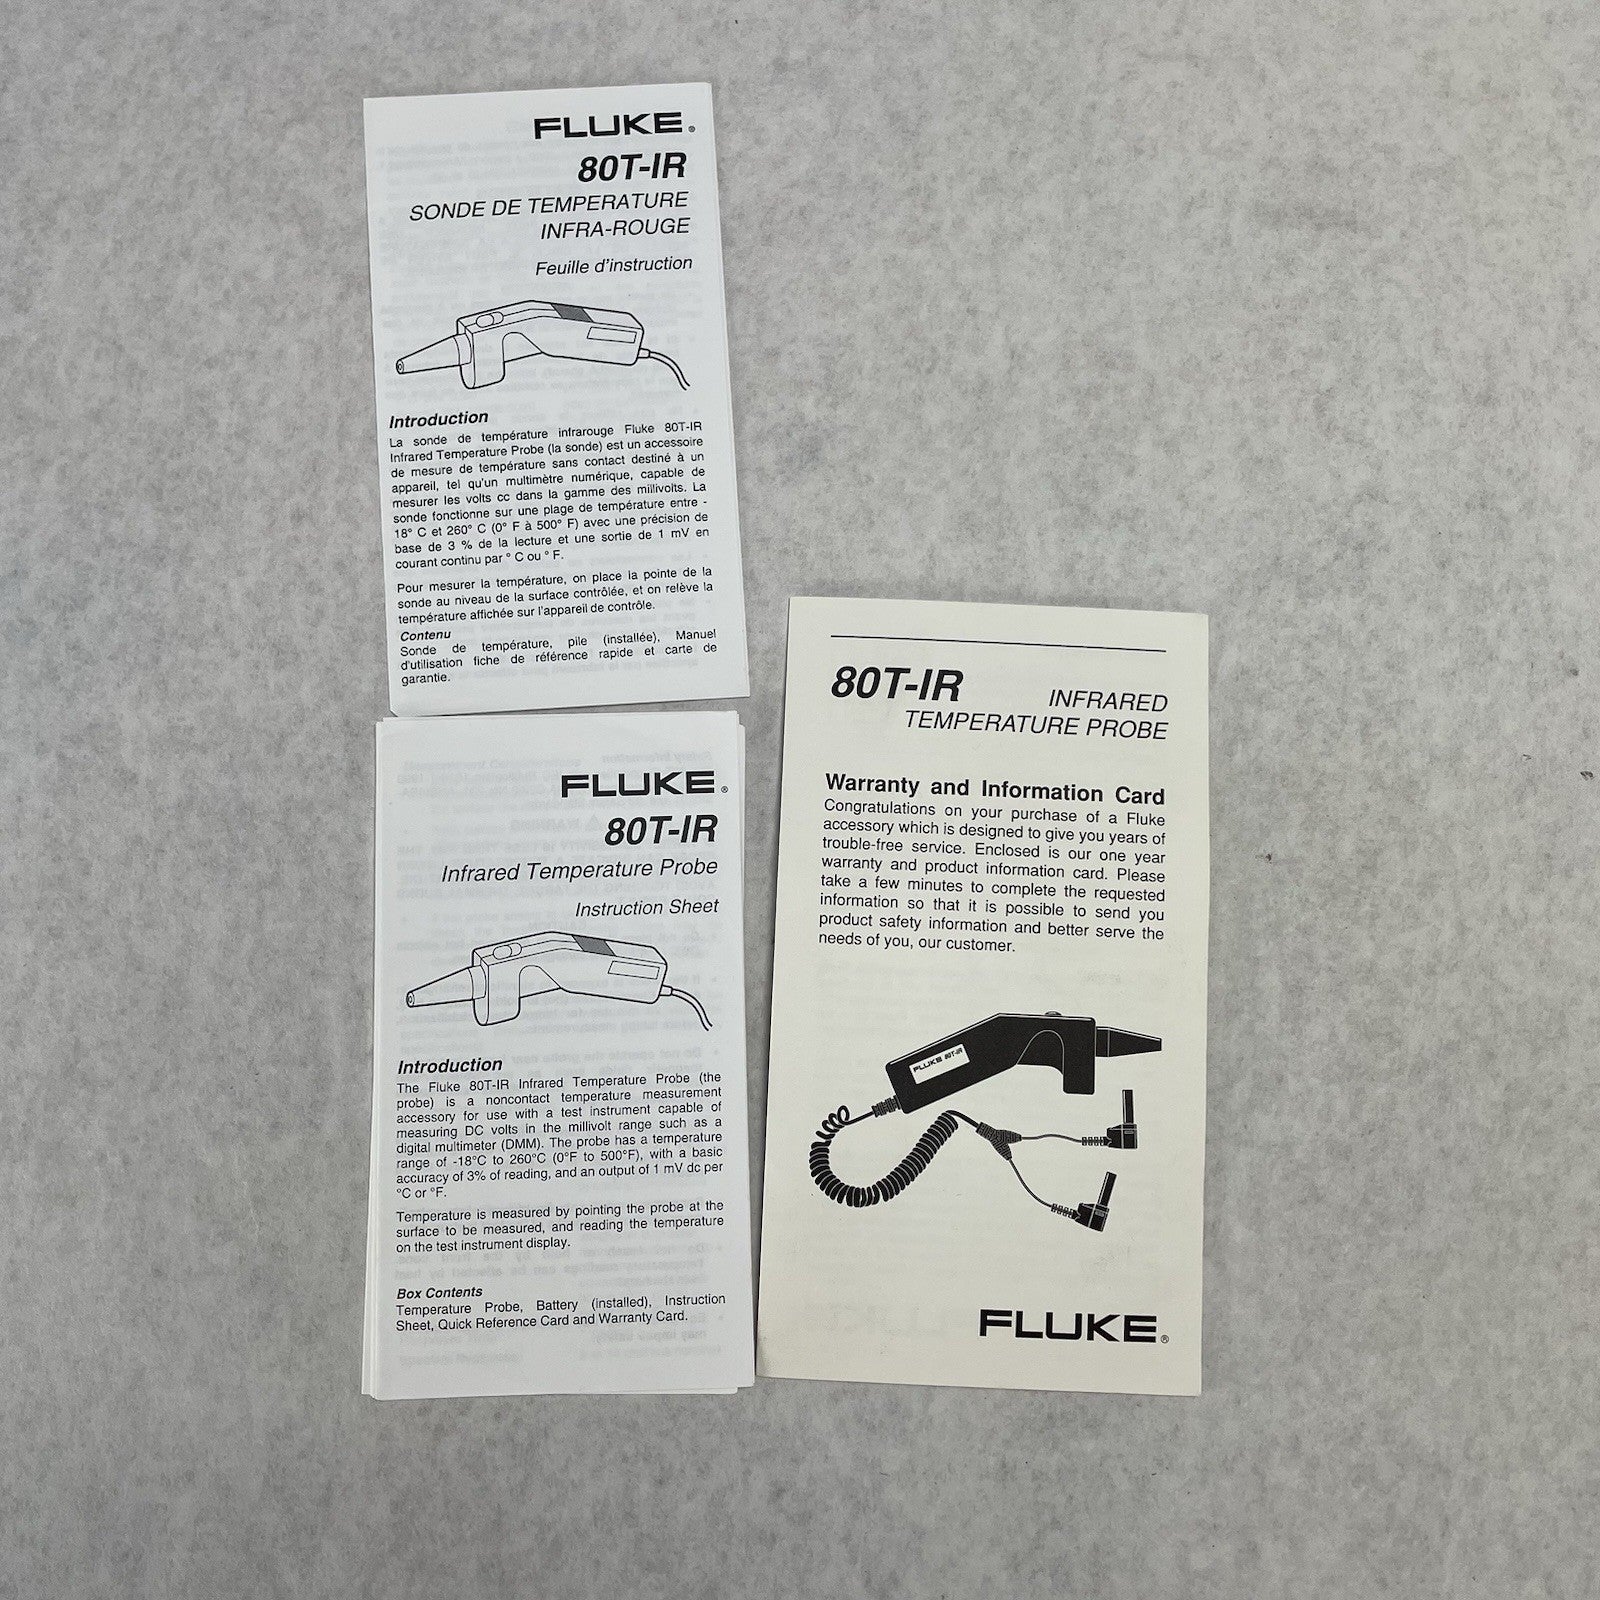 FLUKE®
80T-IR
SONDE DE TEMPERATURE
INFRA-ROUGE
Feuille d'instruction
Introduction
La sonde de température infrarouge Fluke 80T-IR
Infrared Temperature Probe (la sonde) est un accessoire
de mesure de température sans contact destiné à un
appareil, tel qu'un multimètre numérique, capable de
mesurer les volts cc dans la gamme des millivolts. La
sonde fonctionne sur une plage de température entre -
18° C et 260° C (0° F à 500° F) avec une précision de
base de 3 % de la lecture et une sortie de 1 mV en
courant continu par ° C ou ° F.
Pour mesurer la température, on place la pointe de la
sonde au niveau de la surface contrôlée, et on relève la
température affichée sur l'appareil de contrôle.
Contenu
Sonde de température, pile (installée), Manuel
d'utilisation fiche de référence rapide et carte de
garantie.
FLUKE®
80T-IR
Infrared Temperature Probe
Instruction Sheet
Introduction
The Fluke 80T-IR Infrared Temperature Probe (the
probe) is a noncontact temperature measurement
accessory for use with a test instrument capable of
measuring DC volts in the millivolt range such as a
digital multimeter (DMM). The probe has a temperature
range of -18°C to 260°C (0°F to 500°F), with a basic
accuracy of 3% of reading, and an output of 1 mV dc per
°C or °F.
Temperature is measured by pointing the probe at the
surface to be measured, and reading the temperature
on the test instrument display.
Box Contents
Temperature Probe, Battery (installed), Instruction
Sheet, Quick Reference Card and Warranty Card.
80T-IR INFRARED
TEMPERATURE PROBE
Warranty and Information Card
Congratulations on your purchase of a Fluke
accessory which is designed to give you years of
trouble-free service. Enclosed is our one year
warranty and product information card. Please
take a few minutes to complete the requested
information so that it is possible to send you
product safety information and better serve the
needs of you, our customer.
FLUKE 80T-IR
FLUKE®